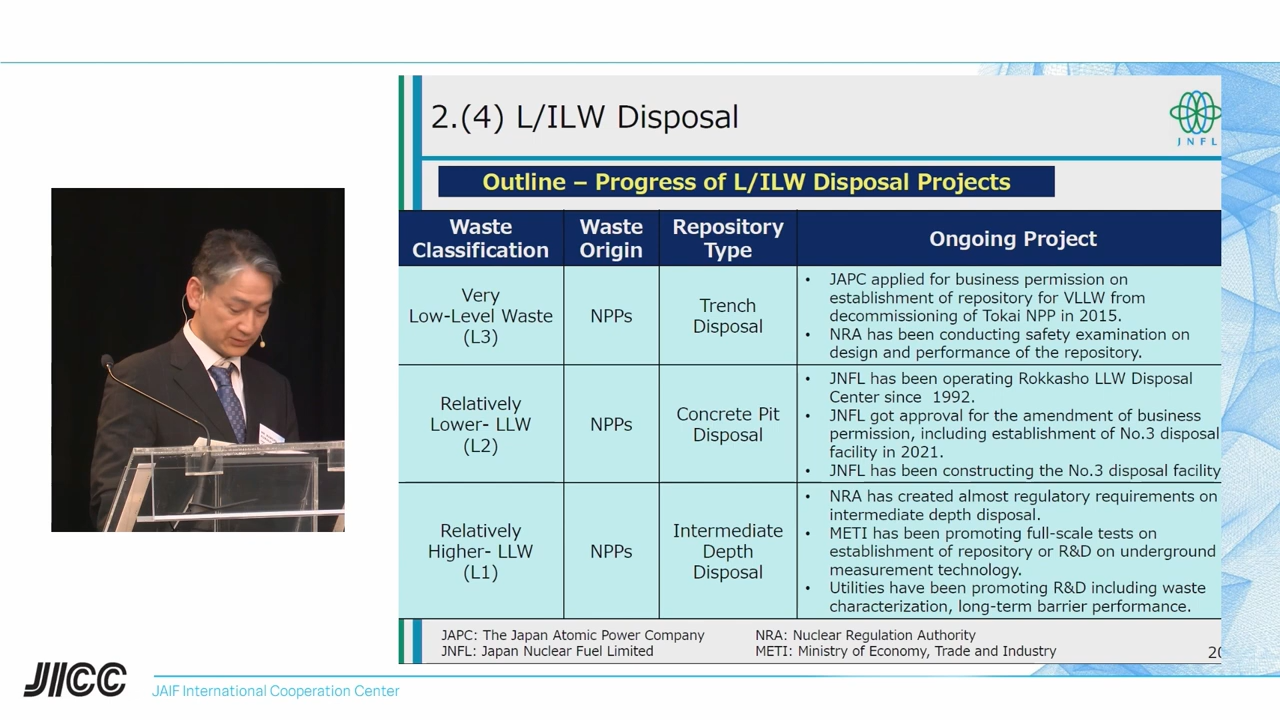 2.(4) L/ILW Disposal
JNFL
Outline – Progress of L/ILW Disposal Projects
Waste
Classification
Waste
Origin
Repository
Type
Ongoing Project
Very
Low-Level Waste
(L3)
NPPs
Trench
Disposal
• JAPC applied for business permission on
establishment of repository for VLLW from
decommissioning of Tokai NPP in 2015.
• NRA has been conducting safety examination on
design and performance of the repository.
Relatively
Lower- LLW
(L2)
NPPs
Concrete Pit
Disposal
• JNFL has been operating Rokkasho LLW Disposal
Center since 1992.
• JNFL got approval for the amendment of business
permission, including establishment of No.3 disposal
facility in 2021.
• JNFL has been constructing the No.3 disposal facility
Relatively
Higher- LLW
(L1)
NPPs
Intermediate
Depth
Disposal
• NRA has created almost regulatory requirements on
intermediate depth disposal.
• METI has been promoting full-scale tests on
establishment of repository or R&D on underground
measurement technology.
• Utilities have been promoting R&D including waste
characterization, long-term barrier performance.
JAPC: The Japan Atomic Power Company
NRA: Nuclear Regulation Authority
JNFL: Japan Nuclear Fuel Limited
METI: Ministry of Economy, Trade and Industry
JICC
JAIF International Cooperation Center